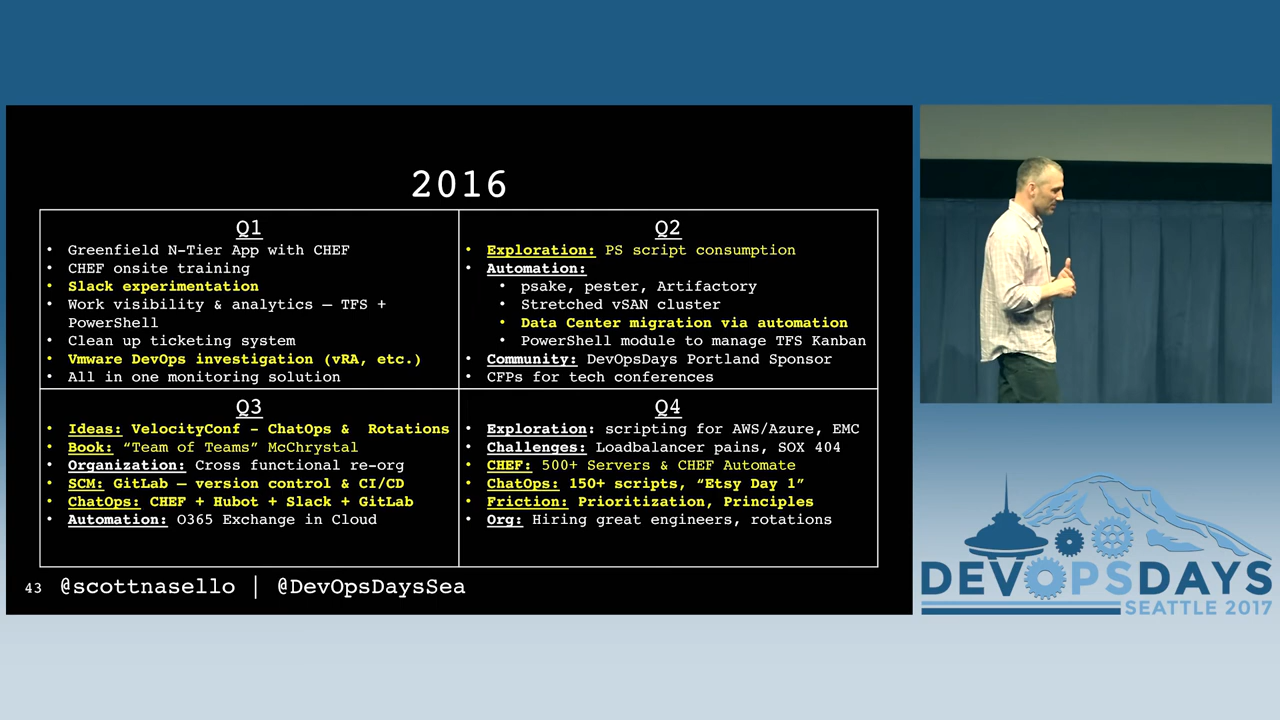 2016
Q1
• Greenfield N-Tier App with CHEF
• CHEF onsite training
• Slack experimentation
• Work visibility & analytics – TFS +
PowerShell
• Clean up ticketing system
• Vmware DevOps investigation (vRA, etc.)
• All in one monitoring solution
Q2
• Exploration: PS script consumption
• Automation:
• psake, pester, Artifactory
• Stretched vSAN cluster
• Data Center migration via automation
• PowerShell module to manage TFS Kanban
• Community: DevOpsDays Portland Sponsor
• CFPs for tech conferences
Q3
• Ideas: VelocityConf - ChatOps & Rotations
• Book: “Team of Teams” McChrystal
• Organization: Cross functional re-org
• SCM: GitLab – version control & CI/CD
• ChatOps: CHEF + Hubot + Slack + GitLab
• Automation: O365 Exchange in Cloud
Q4
• Exploration: scripting for AWS/Azure, EMC
• Challenges: Loadbalancer pains, SOX 404
• CHEF: 500+ Servers & CHEF Automate
• ChatOps: 150+ scripts, “Etsy Day 1”
• Friction: Prioritization, Principles
• Org: Hiring great engineers, rotations
43 @scottnasello | @DevOpsDaysSea
DEVOPSDAYS
SEATTLE 2017